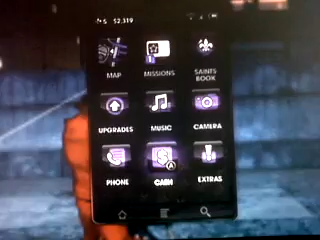 $2,319
MAP MISSIONS SAINTS
BOOK
UPGRADES MUSIC CAMERA
PHONE CASH EXTRAS